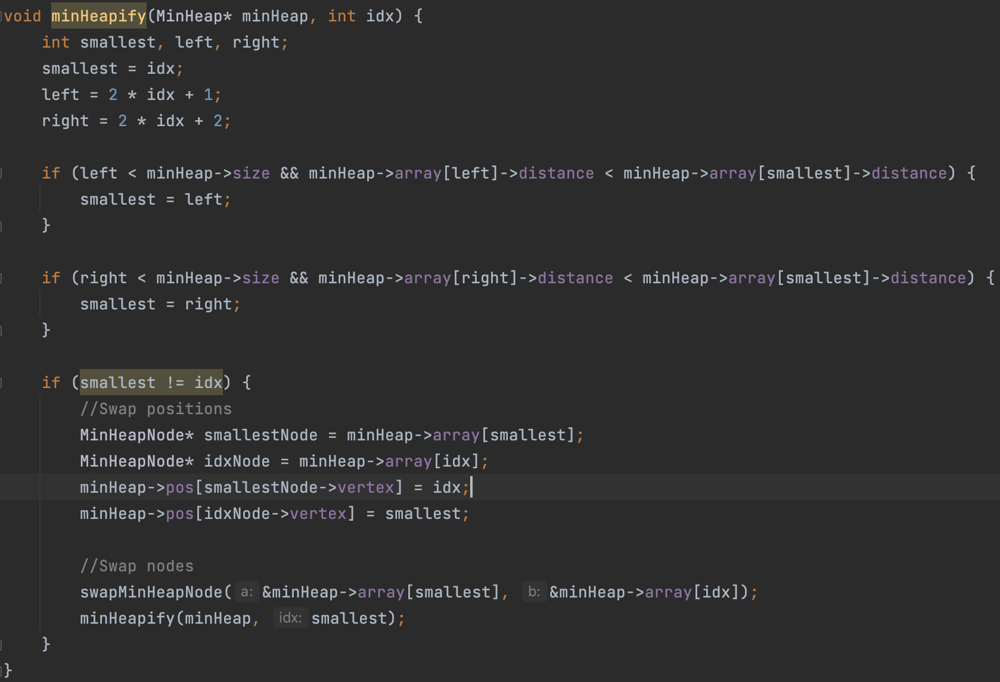 void minHeapify(MinHeap* minHeap, int idx) {
    int smallest, left, right;
    smallest = idx;
    left = 2 * idx + 1;
    right = 2 * idx + 2;

    if (left < minHeap->size && minHeap->array[left]->distance < minHeap->array[smallest]->distance) {
        smallest = left;
    }

    if (right < minHeap->size && minHeap->array[right]->distance < minHeap->array[smallest]->distance) {
        smallest = right;
    }

    if (smallest != idx) {
        //Swap positions
        MinHeapNode* smallestNode = minHeap->array[smallest];
        MinHeapNode* idxNode = minHeap->array[idx];
        minHeap->pos[smallestNode->vertex] = idx;
        minHeap->pos[idxNode->vertex] = smallest;

        //Swap nodes
        swapMinHeapNode( a: &minHeap->array[smallest], b: &minHeap->array[idx]);
        minHeapify(minHeap, idx: smallest);
    }
}